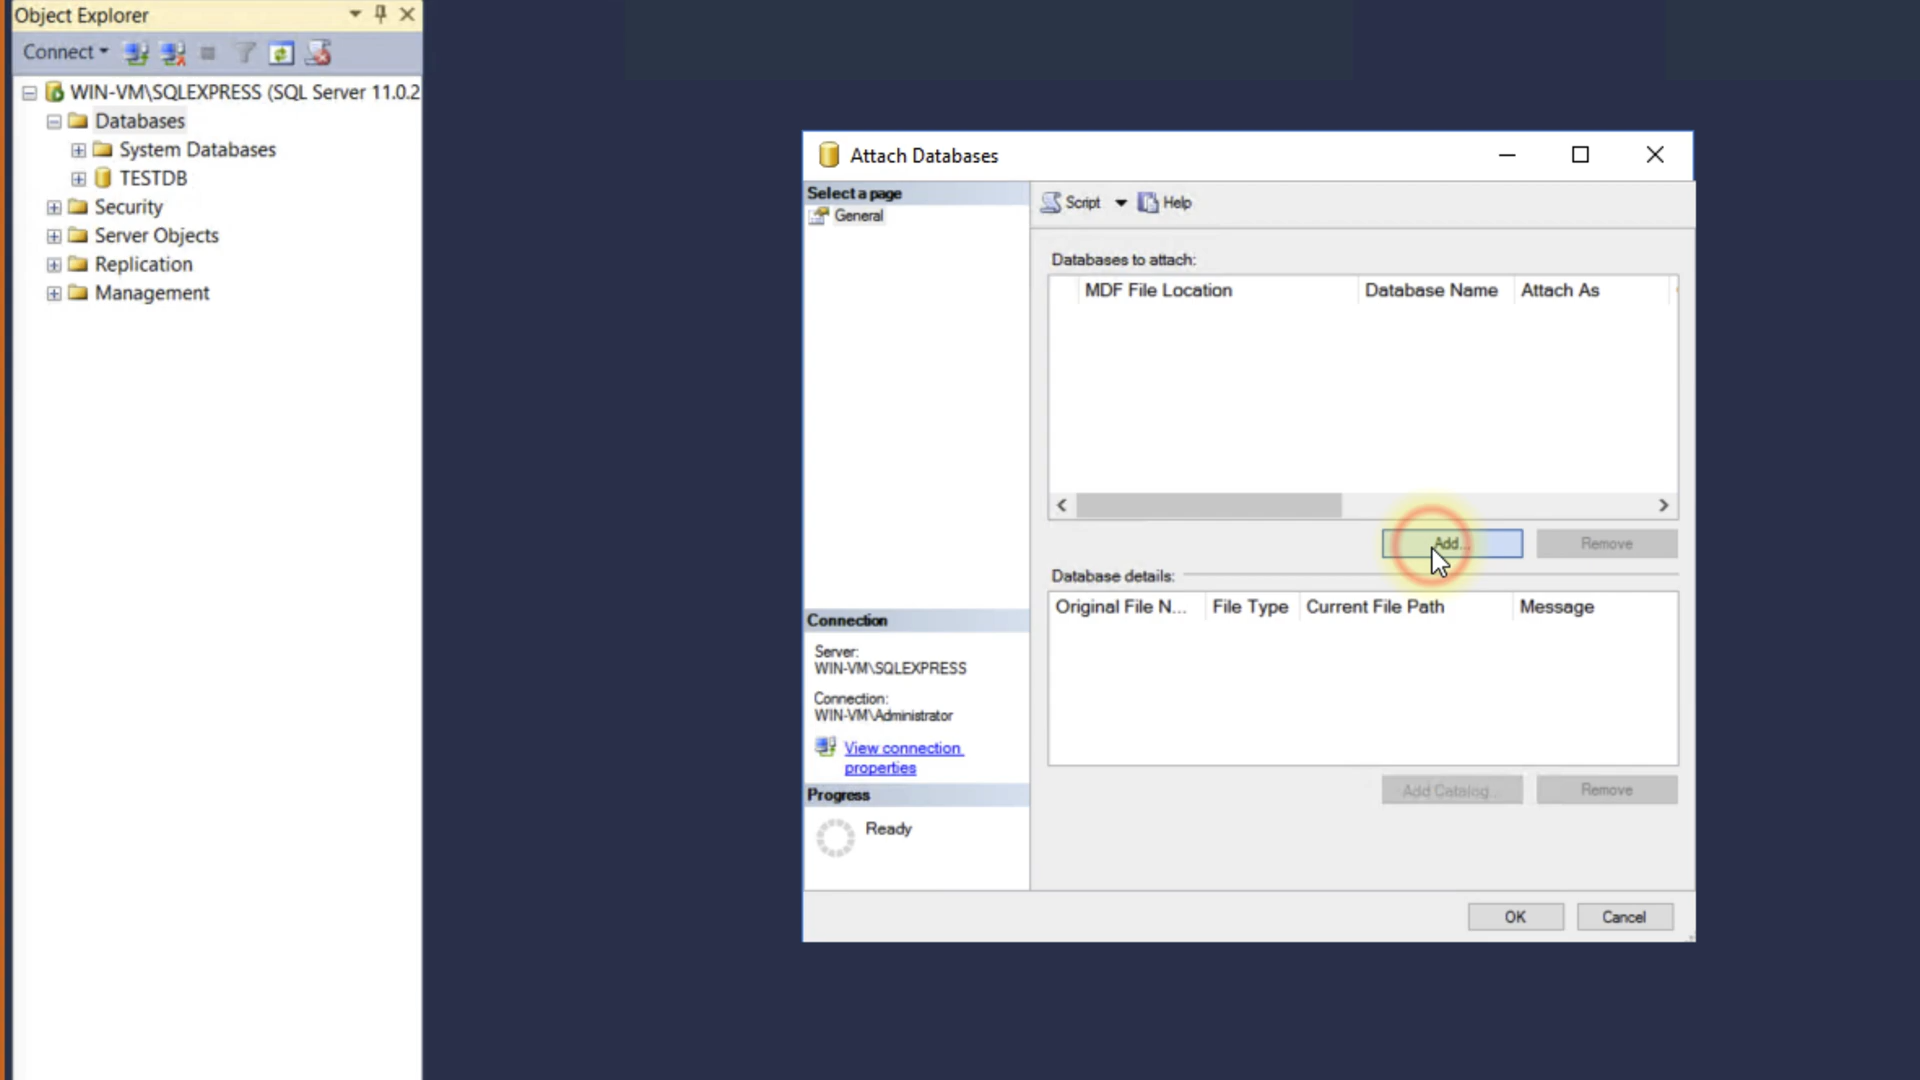 Object Explorer
Connect
WIN-VM\SQLEXPRESS (SQL Server 11.0.2
Databases
System Databases
TESTDB
Security
Server Objects
Replication
Management
Attach Databases
Select a page
General
Script
Help
Databases to attach:
MDF File Location
Database Name
Attach As
Add...
Remove
Database details:
Original File N...
File Type
Current File Path
Message
Connection
Server:
WIN-VM\SQLEXPRESS
Connection:
WIN-VM\Administrator
View connection
properties
Progress
Ready
Add Catalog...
Remove
OK
Cancel